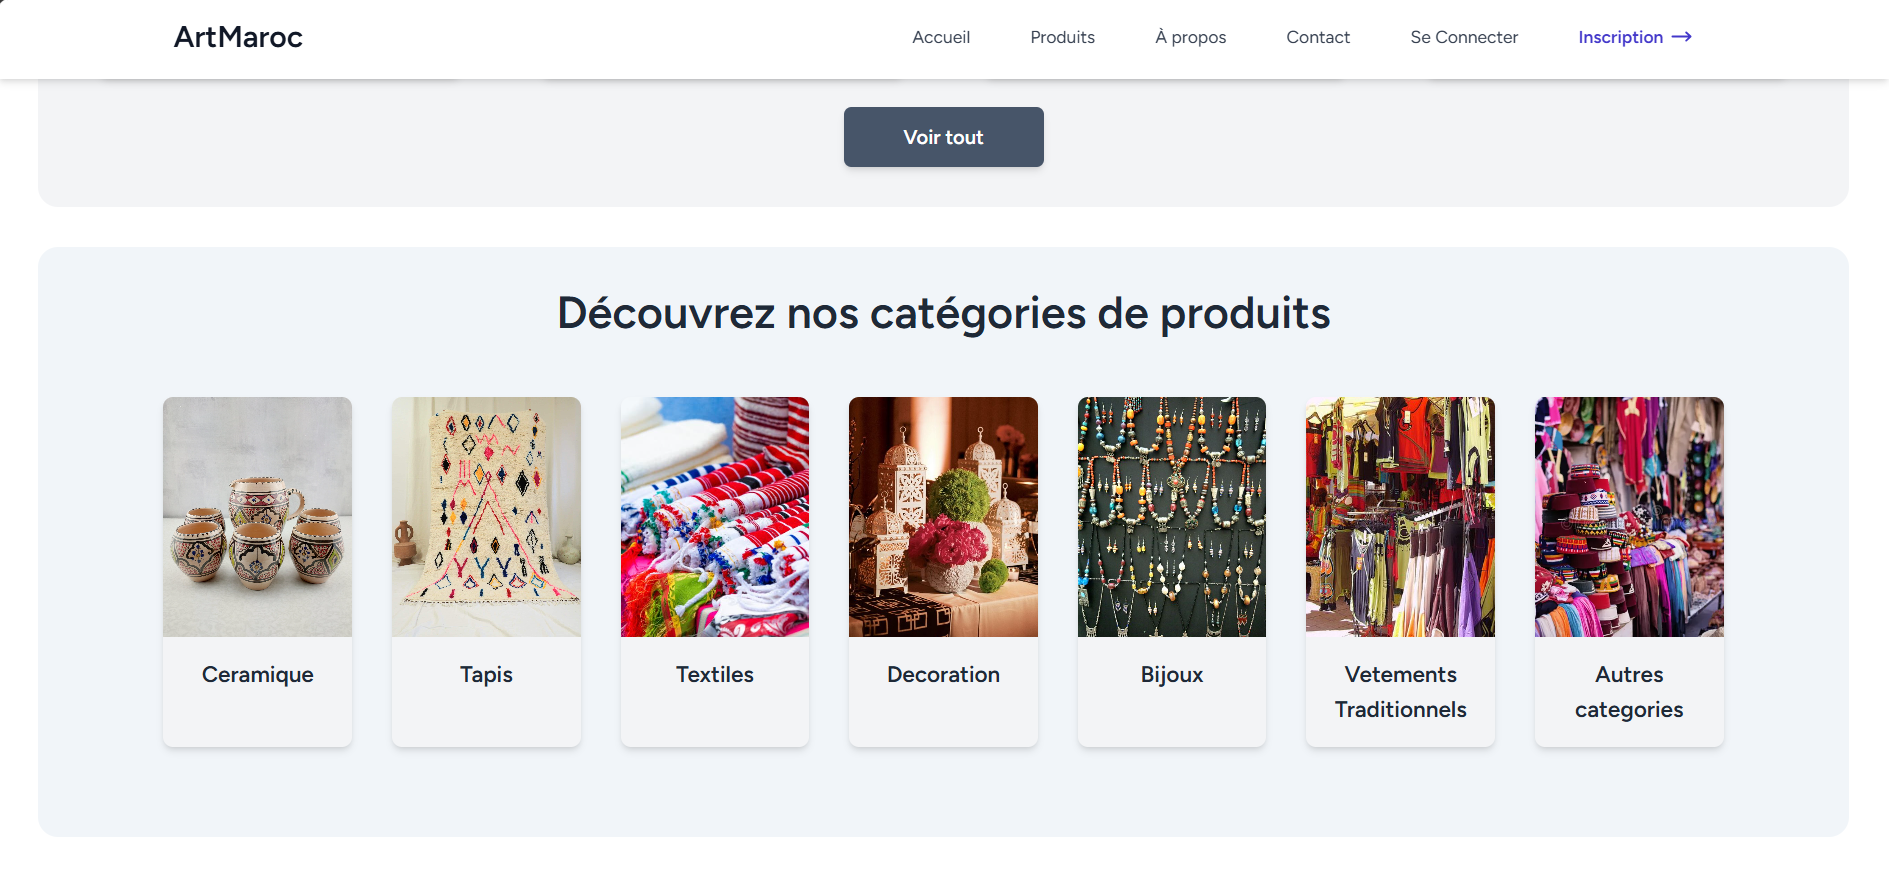 ArtMaroc
Accueil
Produits
À propos
Contact
Se Connecter
Inscription →
Voir tout
Découvrez nos catégories de produits
Ceramique
Tapis
Textiles
Decoration
Bijoux
Vetements
Traditionnels
Autres
categories